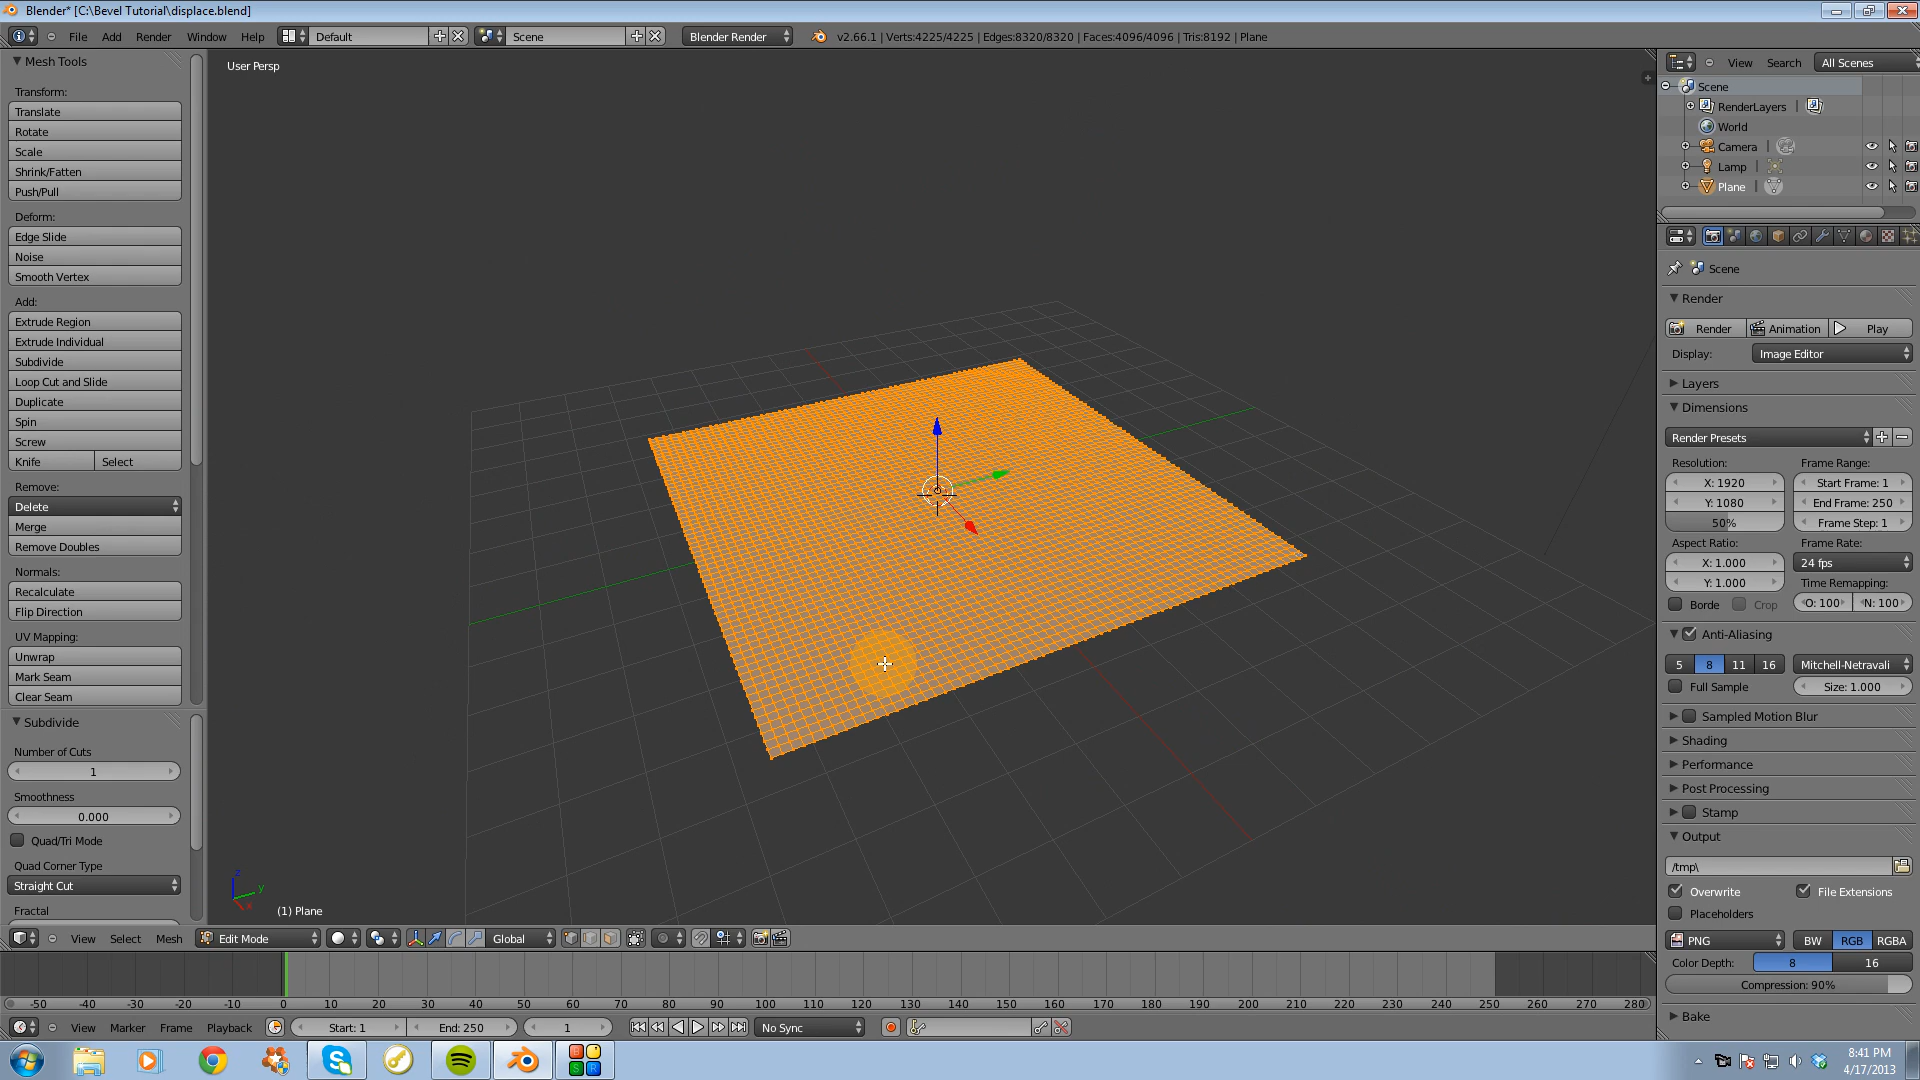 Blender* [C:\Bevel Tutorial\displace.blend]
File Add Render Window Help Default Scene Blender Render v2.66.1 | Verts:4225/4225 | Edges:8320/8320 | Faces:4096/4096 | Tris:8192 | Plane
Mesh Tools
Transform:
Translate
Rotate
Scale
Shrink/Fatten
Push/Pull
Deform:
Edge Slide
Noise
Smooth Vertex
Add:
Extrude Region
Extrude Individual
Subdivide
Loop Cut and Slide
Duplicate
Spin
Screw
Knife Select
Remove:
Delete
Merge
Remove Doubles
Normals:
Recalculate
Flip Direction
UV Mapping:
Unwrap
Mark Seam
Clear Seam
Subdivide
Number of Cuts
1
Smoothness
0.000
Quad/Tri Mode
Quad Corner Type
Straight Cut
Fractal
User Persp
z
y
x
(1) Plane
View Select Mesh Edit Mode Global
-50 -40 -30 -20 -10 0 10 20 30 40 50 60 70 80 90 100 110 120 130 140 150 160 170 180 190 200 210 220 230 240 250 260 270 280
View Marker Frame Playback Start: 1 End: 250 1 No Sync
View Search All Scenes
Scene
RenderLayers |
World
Camera |
Lamp |
Plane |
Scene
Render
Render Animation Play
Display: Image Editor
Layers
Dimensions
Render Presets
Resolution: Frame Range:
X: 1920 Start Frame: 1
Y: 1080 End Frame: 250
50% Frame Step: 1
Aspect Ratio: Frame Rate:
X: 1.000 24 fps
Y: 1.000 Time Remapping:
Borde Crop O: 100 N: 100
Anti-Aliasing
5 8 11 16 Mitchell-Netravali
Full Sample Size: 1.000
Sampled Motion Blur
Shading
Performance
Post Processing
Stamp
Output
/tmp\
Overwrite File Extensions
Placeholders
PNG BW RGB RGBA
Color Depth: 8 16
Compression: 90%
Bake
8:41 PM
4/17/2013